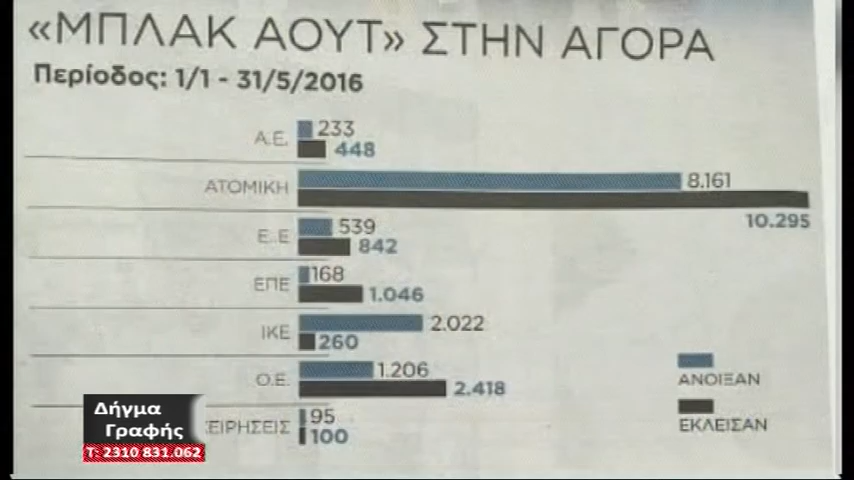 «ΜΠΛΑΚ ΑΟΥΤ» ΣΤΗΝ ΑΓΟΡΑ
Περίοδος: 1/1 - 31/5/2016
Α.Ε. 233
448
ΑΤΟΜΙΚΗ 8.161
10.295
Ε.Ε 539
842
ΕΠΕ 168
1.046
ΙΚΕ 2.022
260
Ο.Ε. 1.206
2.418
ΧΕΙΡΗΣΕΙΣ 95
100
ΑΝΟΙΞΑΝ
ΕΚΛΕΙΣΑΝ
Δήγμα
Γραφής
Τ: 2310 831.062